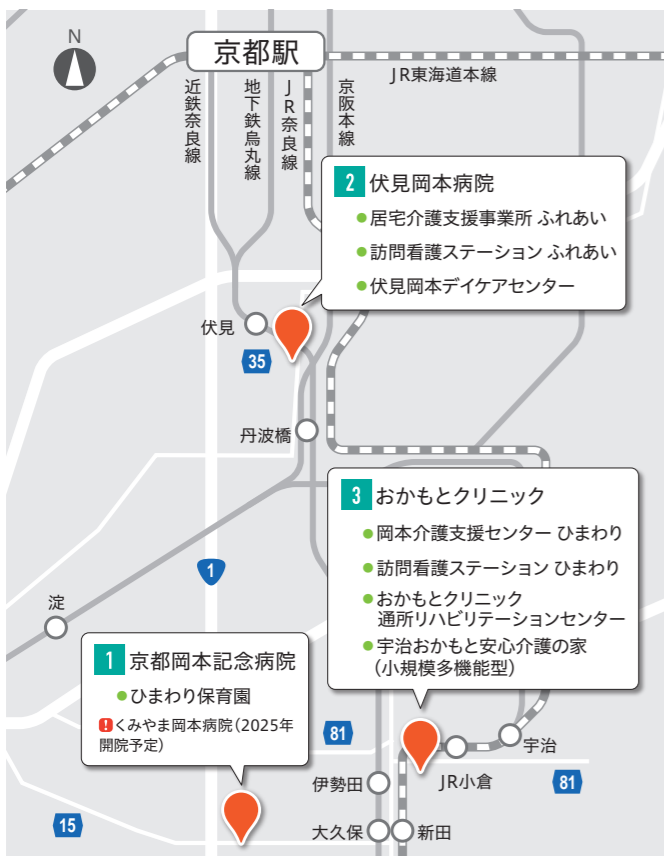 N
京都駅
JR東海道本線
近鉄奈良線
地下鉄烏丸線
JR奈良線
京阪本線
2 伏見岡本病院
●居宅介護支援事業所 ふれあい
●訪問看護ステーション ふれあい
●伏見岡本デイケアセンター
伏見
35
丹波橋
3 おかもとクリニック
●岡本介護支援センター ひまわり
●訪問看護ステーション ひまわり
●おかもとクリニック
通所リハビリテーションセンター
●宇治おかもと安心介護の家
(小規模多機能型)
1
淀
1 京都岡本記念病院
●ひまわり保育園
!くみやま岡本病院(2025年
開院予定)
81
宇治
JR小倉
81
伊勢田
15
大久保
新田